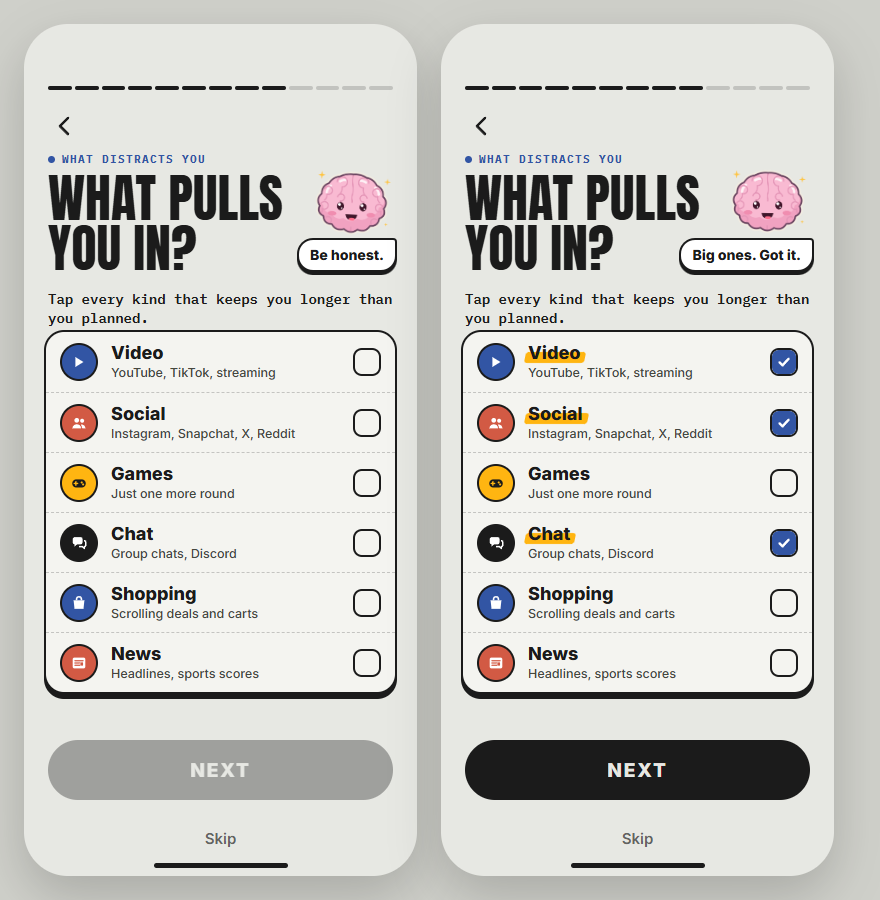 WHAT DISTRACTS YOU
WHAT PULLS
YOU IN?
Be honest.
Tap every kind that keeps you longer than
you planned.
Video
YouTube, TikTok, streaming
Social
Instagram, Snapchat, X, Reddit
Games
Just one more round
Chat
Group chats, Discord
Shopping
Scrolling deals and carts
News
Headlines, sports scores
NEXT
Skip
WHAT DISTRACTS YOU
WHAT PULLS
YOU IN?
Big ones. Got it.
Tap every kind that keeps you longer than
you planned.
Video
YouTube, TikTok, streaming
Social
Instagram, Snapchat, X, Reddit
Games
Just one more round
Chat
Group chats, Discord
Shopping
Scrolling deals and carts
News
Headlines, sports scores
NEXT
Skip